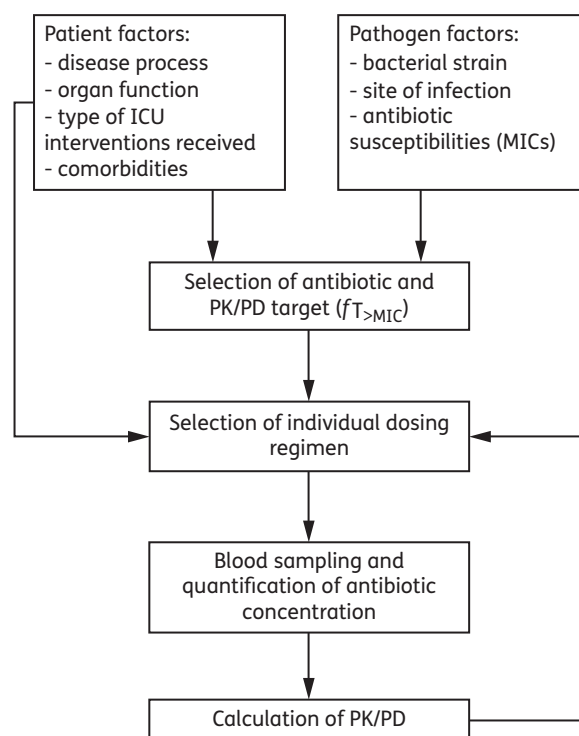 Patient factors:
- disease process
- organ function
- type of ICU
interventions received
- comorbidities
Pathogen factors:
- bacterial strain
- site of infection
- antibiotic
susceptibilities (MICs)
Selection of antibiotic and
PK/PD target (fT>MIC)
Selection of individual dosing
regimen
Blood sampling and
quantification of antibiotic
concentration
Calculation of PK/PD